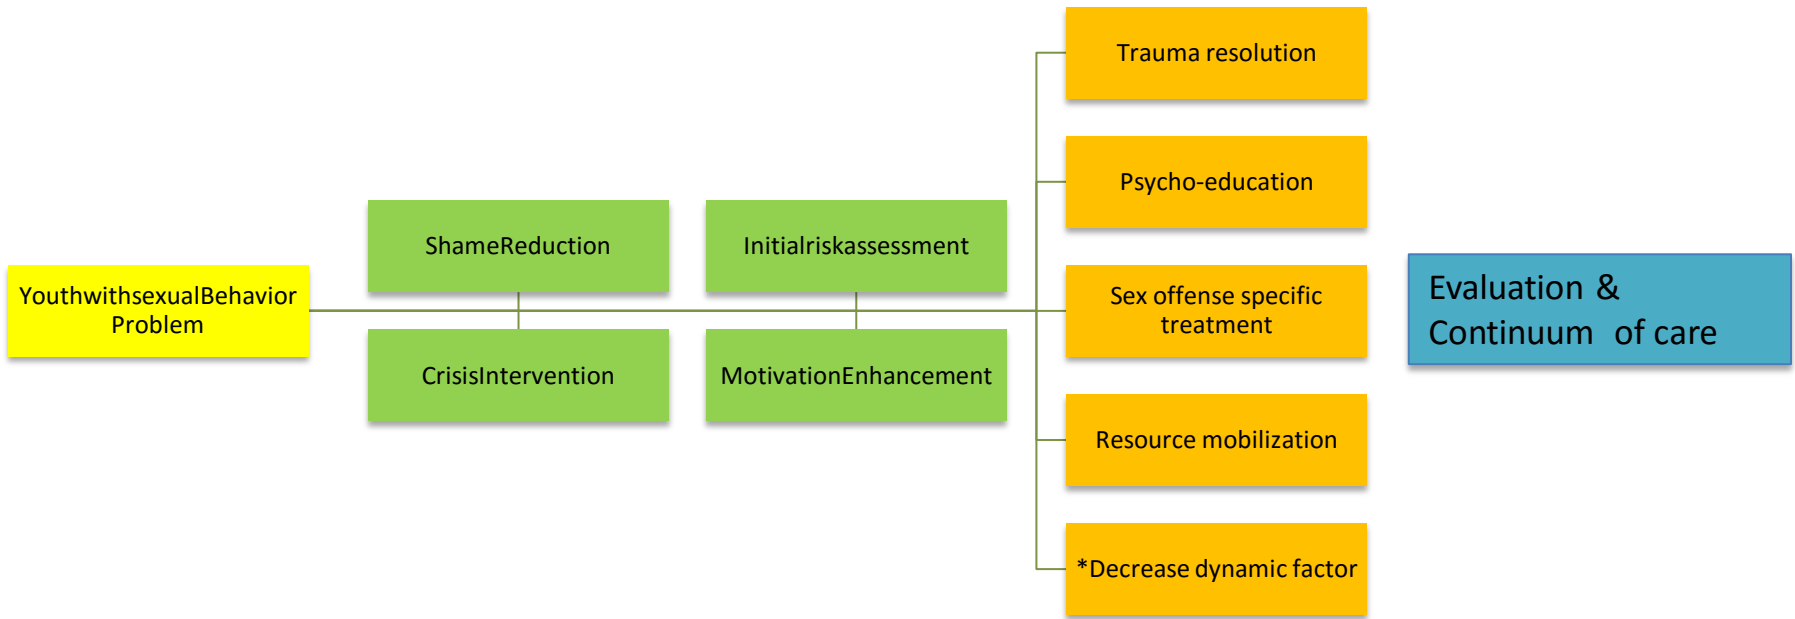 YouthwithsexualBehavior
Problem
ShameReduction
CrisisIntervention
Initialriskassessment
MotivationEnhancement
Trauma resolution
Psycho-education
Sex offense specific
treatment
Resource mobilization
*Decrease dynamic factor
Evaluation &
Continuum of care